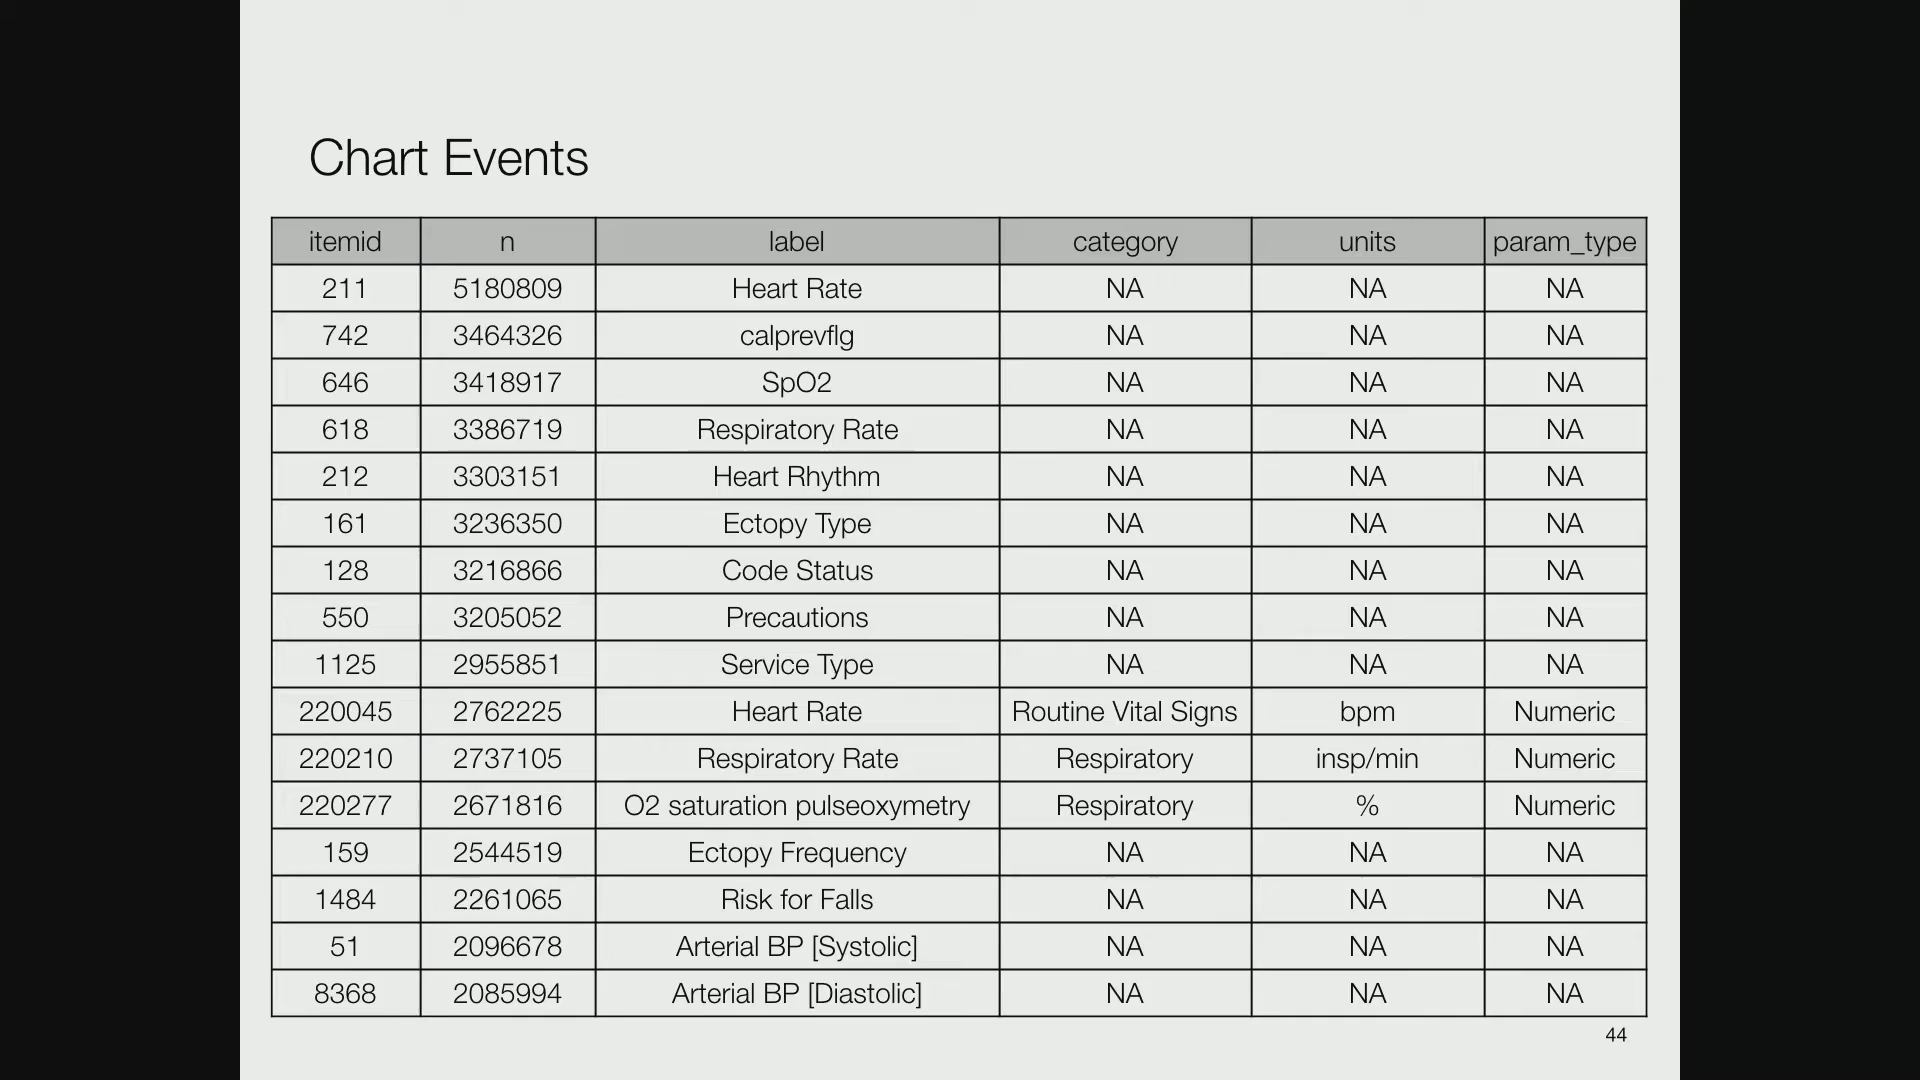 Chart Events
itemid n label category units param_type
211 5180809 Heart Rate NA NA NA
742 3464326 calprevflg NA NA NA
646 3418917 SpO2 NA NA NA
618 3386719 Respiratory Rate NA NA NA
212 3303151 Heart Rhythm NA NA NA
161 3236350 Ectopy Type NA NA NA
128 3216866 Code Status NA NA NA
550 3205052 Precautions NA NA NA
1125 2955851 Service Type NA NA NA
220045 2762225 Heart Rate Routine Vital Signs bpm Numeric
220210 2737105 Respiratory Rate Respiratory insp/min Numeric
220277 2671816 O2 saturation pulseoxymetry Respiratory % Numeric
159 2544519 Ectopy Frequency NA NA NA
1484 2261065 Risk for Falls NA NA NA
51 2096678 Arterial BP [Systolic] NA NA NA
8368 2085994 Arterial BP [Diastolic] NA NA NA
44